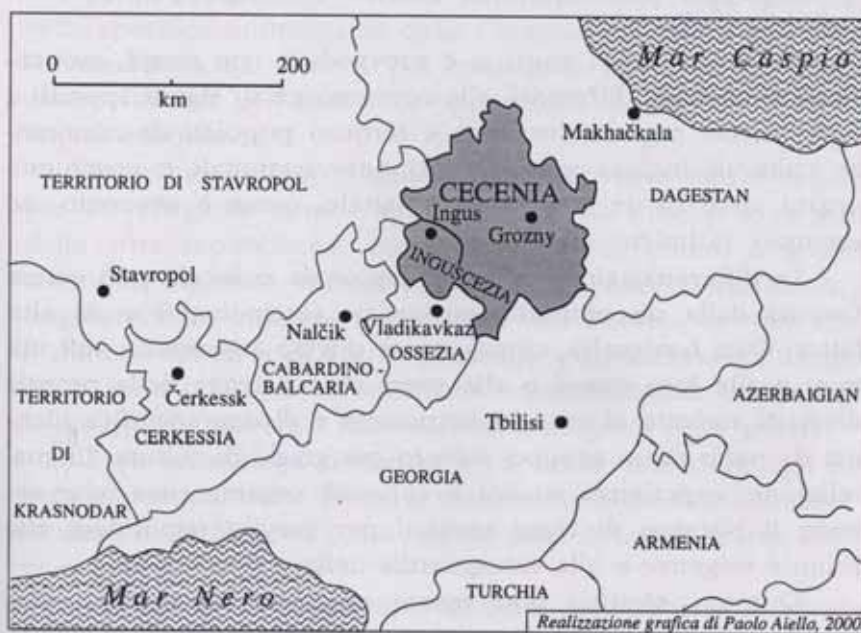 0 200
km
Mar Caspio
Makhačkala
TERRITORIO DI STAVROPOL
CECENIA
DAGESTAN
Ingus
Grozny
INGUSCEZIA
Stavropol
Nalčik
Vladikavkaz
OSSEZIA
CABARDINO-
BALCARIA
AZERBAIGIAN
TERRITORIO
DI
KRASNODAR
Čerkessk
CERKESSIA
Tbilisi
GEORGIA
ARMENIA
Mar Nero
TURCHIA
Realizzazione grafica di Paolo Aiello, 2000